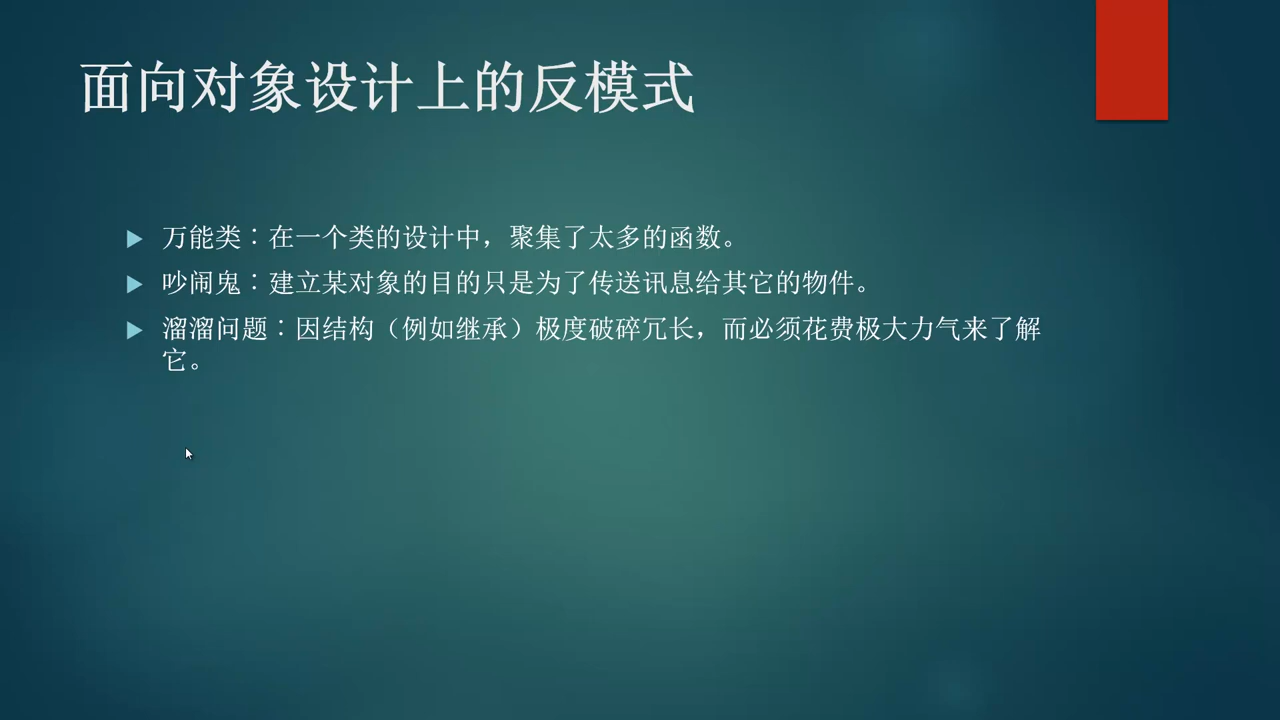 面向对象设计上的反模式
万能类：在一个类的设计中，聚集了太多的函数。
吵闹鬼：建立某对象的目的只是为了传送讯息给其它的物件。
溜溜问题：因结构（例如继承）极度破碎冗长，而必须花费极大力气来了解
它。